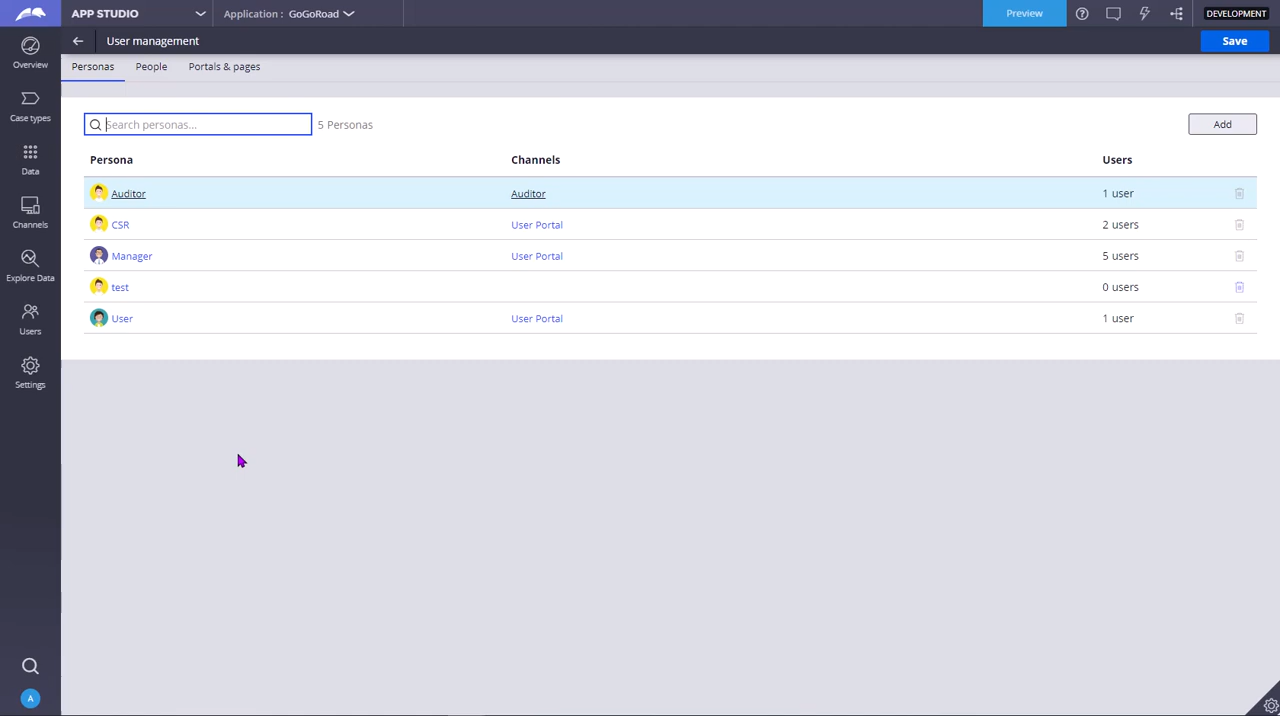 APP STUDIO
Application : GoGoRoad
Preview
DEVELOPMENT
User management
Save
Overview
Case types
Data
Channels
Explore Data
Users
Settings
A
Personas People Portals & pages
Search personas... 5 Personas Add
Persona Channels Users
Auditor Auditor 1 user
CSR User Portal 2 users
Manager User Portal 5 users
test 0 users
User User Portal 1 user